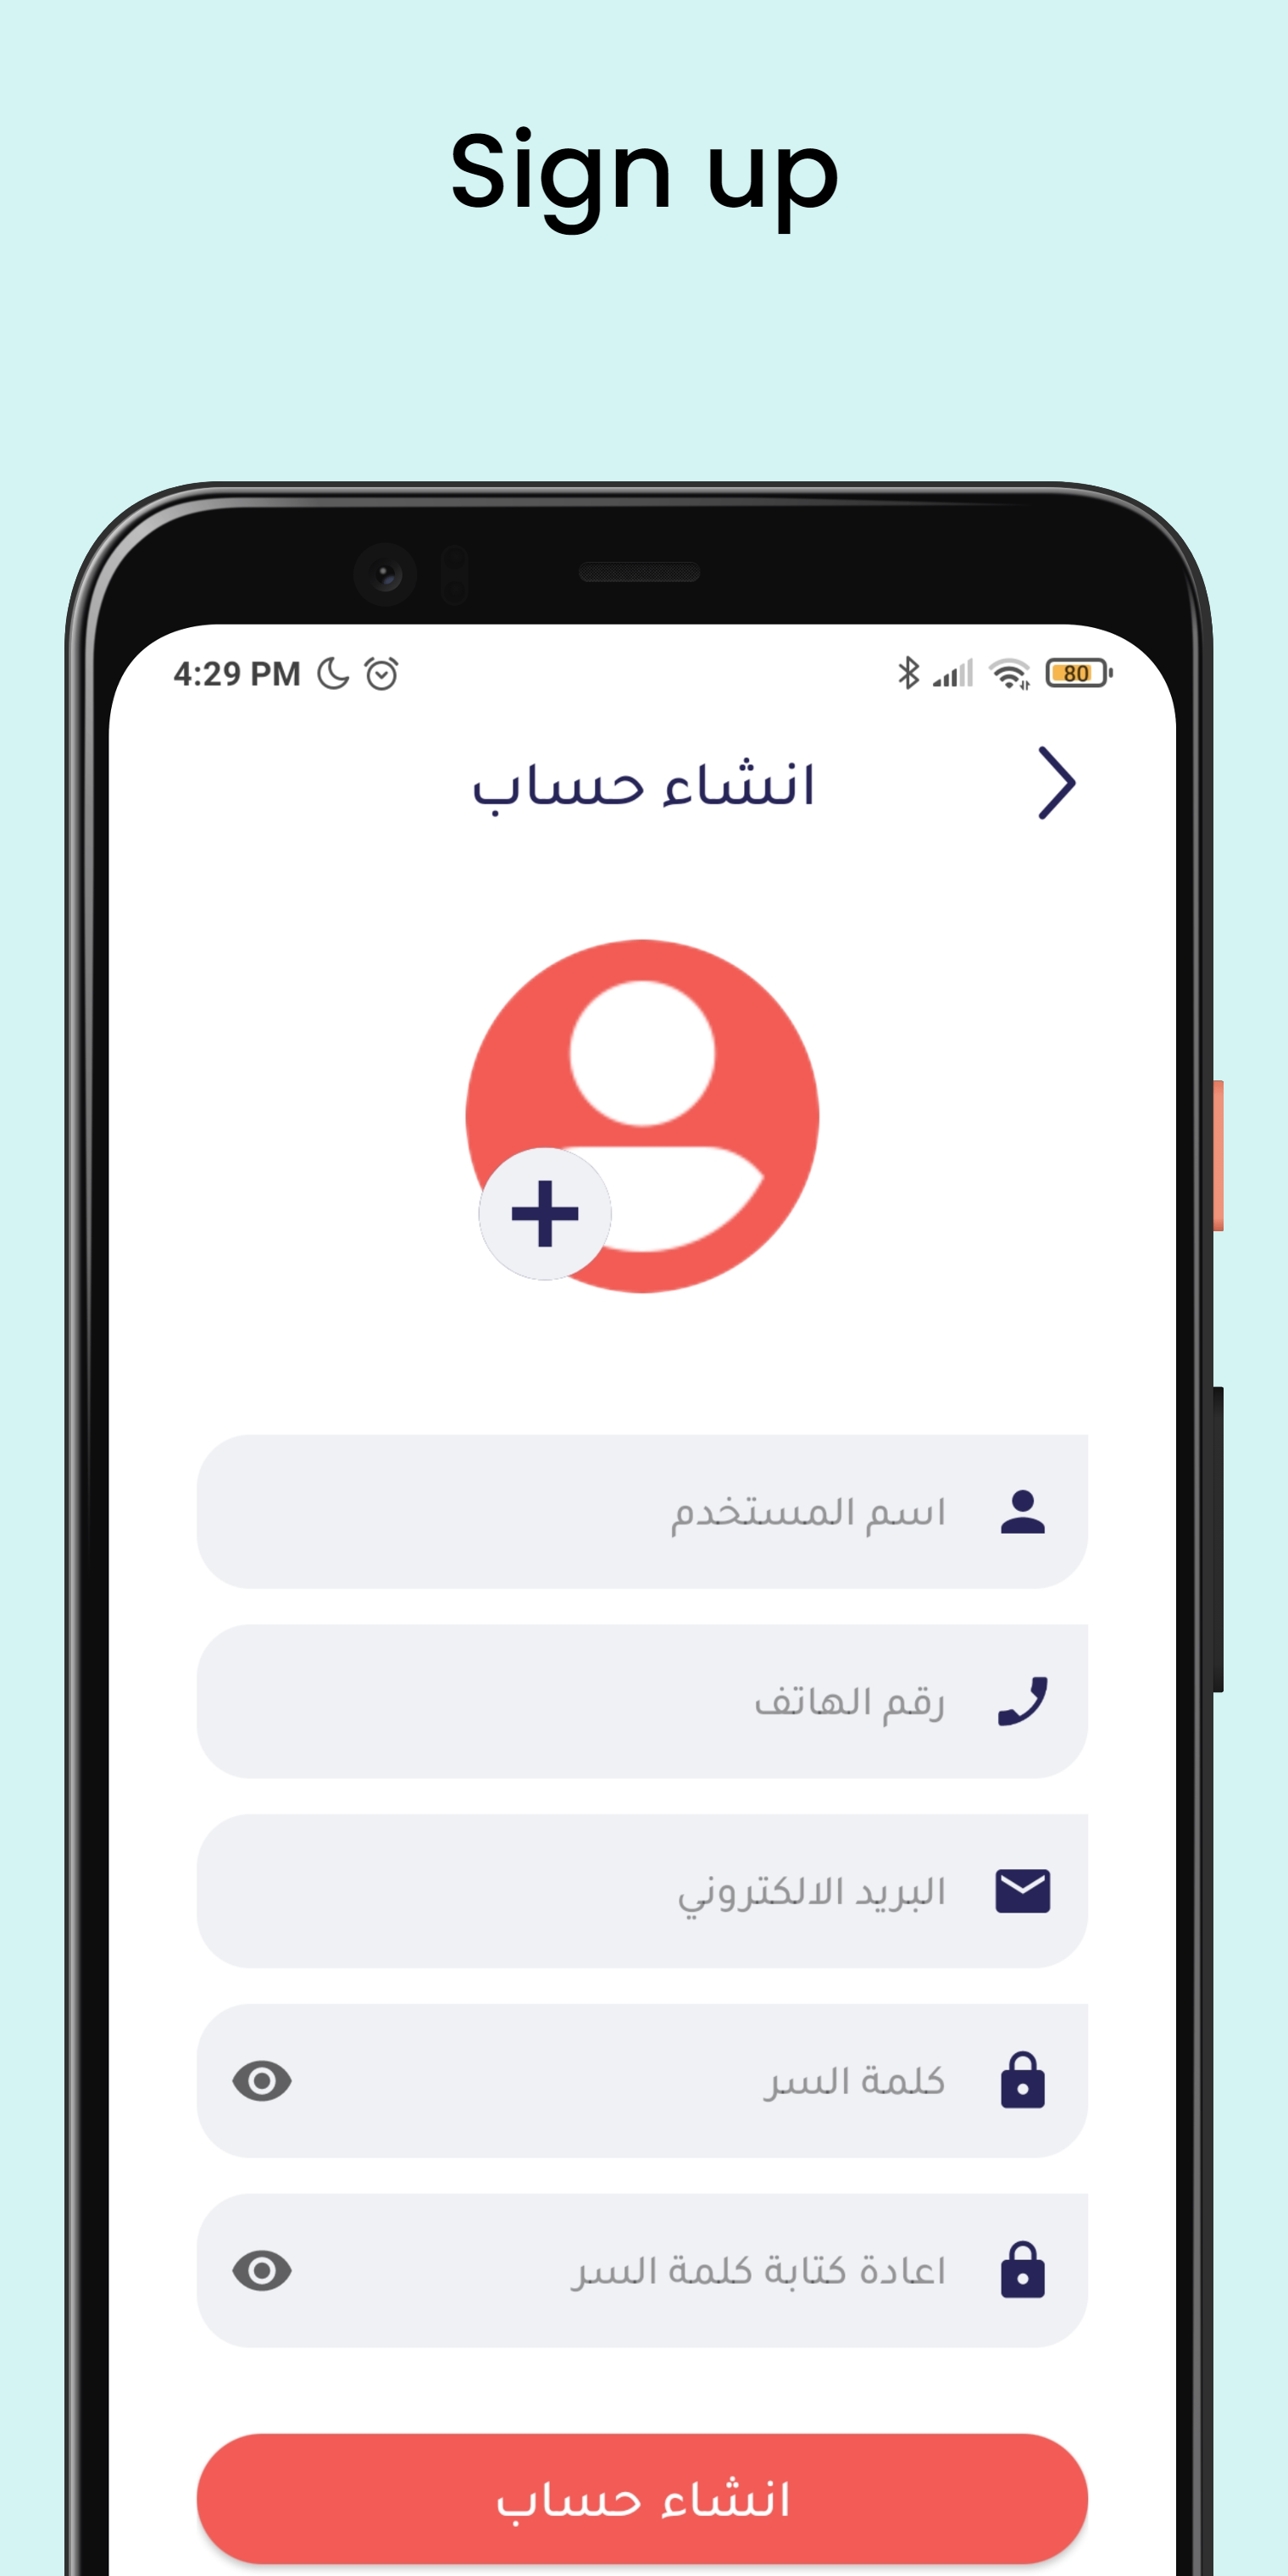 Sign up
4:29 PM
80
انشاء حساب
اسم المستخدم
رقم الهاتف
البريد الالكتروني
كلمة السر
اعادة كتابة كلمة السر
انشاء حساب